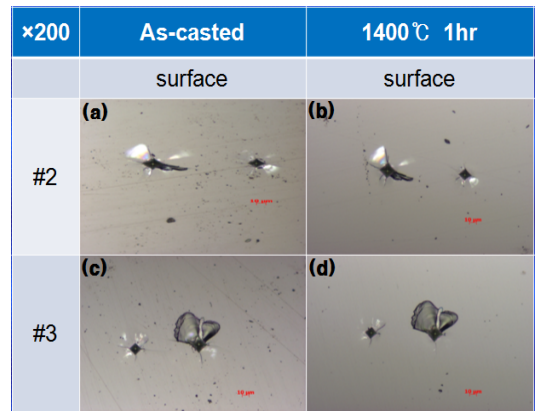 ×200 As-casted 1400℃ 1hr
surface surface
(a) (b)
#2
(c) (d)
#3